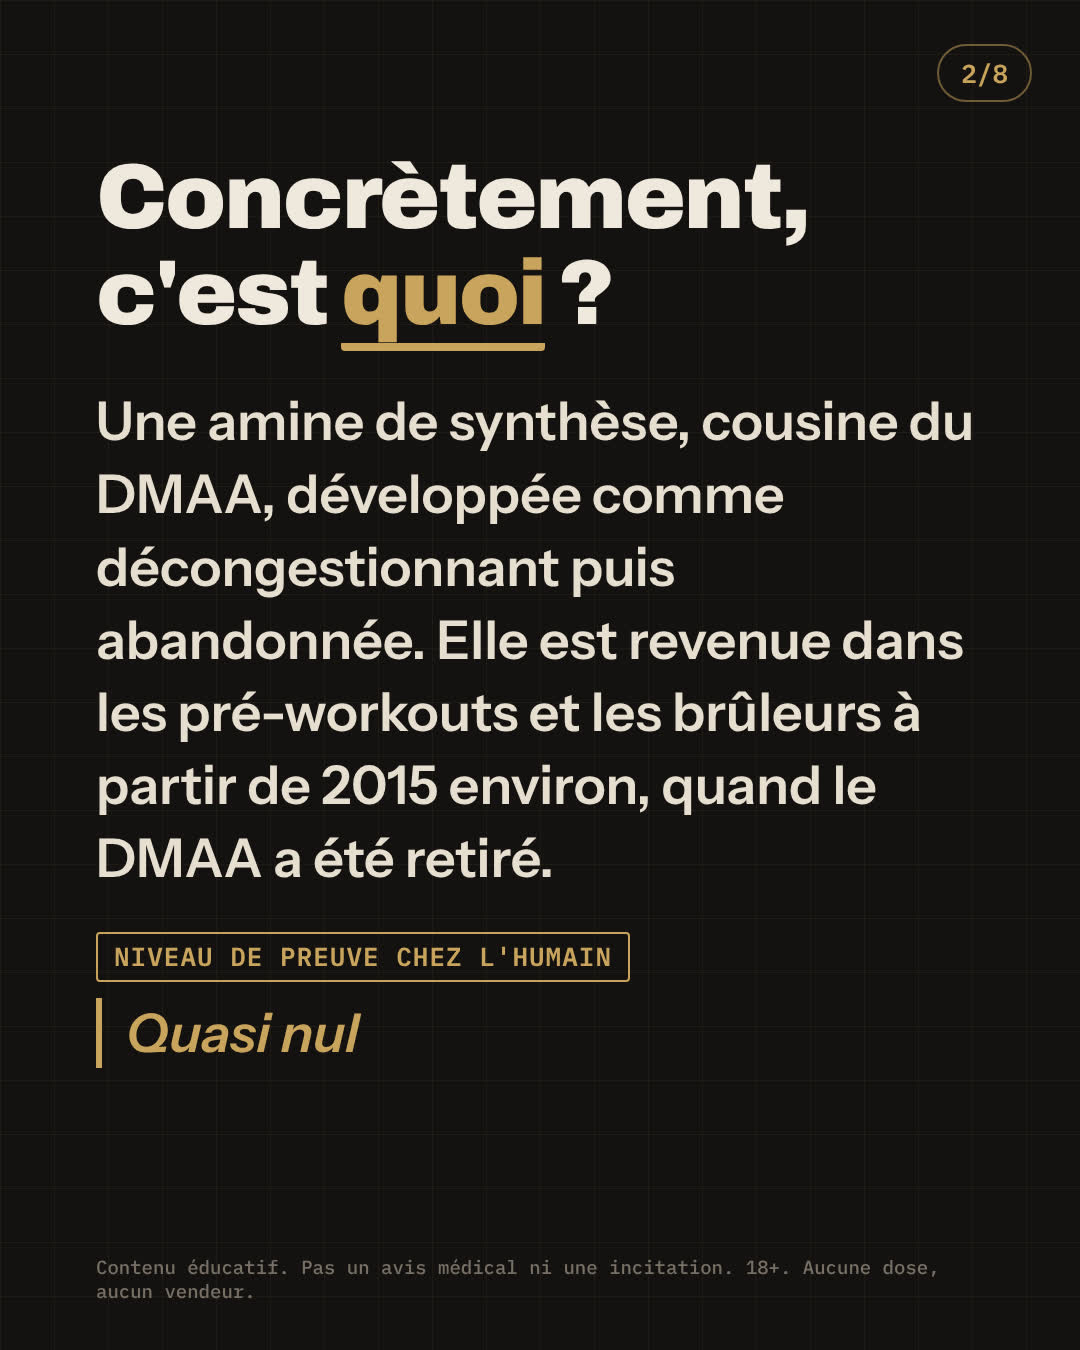 2/8
Concrètement,
c'est quoi ?
Une amine de synthèse, cousine du
DMAA, développée comme
décongestionnant puis
abandonnée. Elle est revenue dans
les pré-workouts et les brûleurs à
partir de 2015 environ, quand le
DMAA a été retiré.
NIVEAU DE PREUVE CHEZ L'HUMAIN
Quasi nul
Contenu éducatif. Pas un avis médical ni une incitation. 18+. Aucune dose,
aucun vendeur.